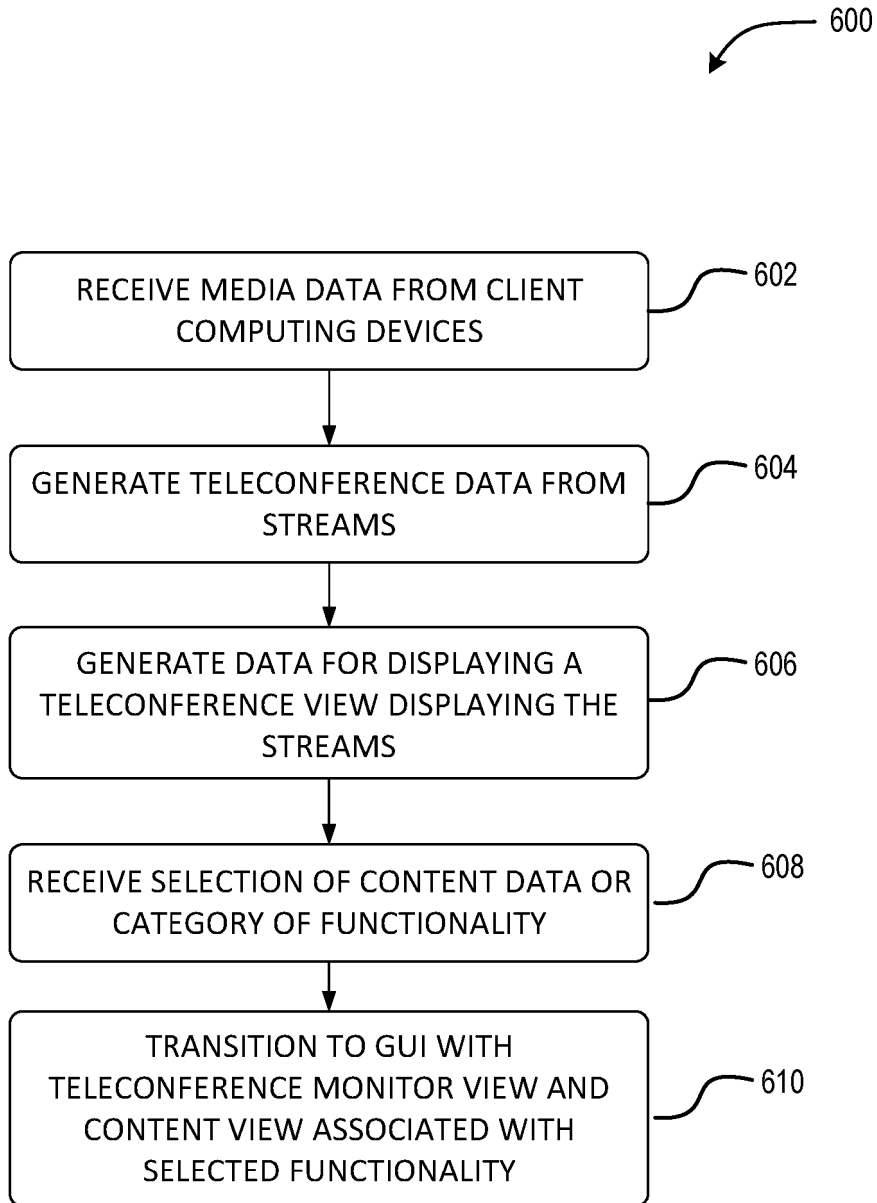 600
RECEIVE MEDIA DATA FROM CLIENT
COMPUTING DEVICES
602
GENERATE TELECONFERENCE DATA FROM
STREAMS
604
GENERATE DATA FOR DISPLAYING A
TELECONFERENCE VIEW DISPLAYING THE
STREAMS
606
RECEIVE SELECTION OF CONTENT DATA OR
CATEGORY OF FUNCTIONALITY
608
TRANSITION TO GUI WITH
TELECONFERENCE MONITOR VIEW AND
CONTENT VIEW ASSOCIATED WITH
SELECTED FUNCTIONALITY
610